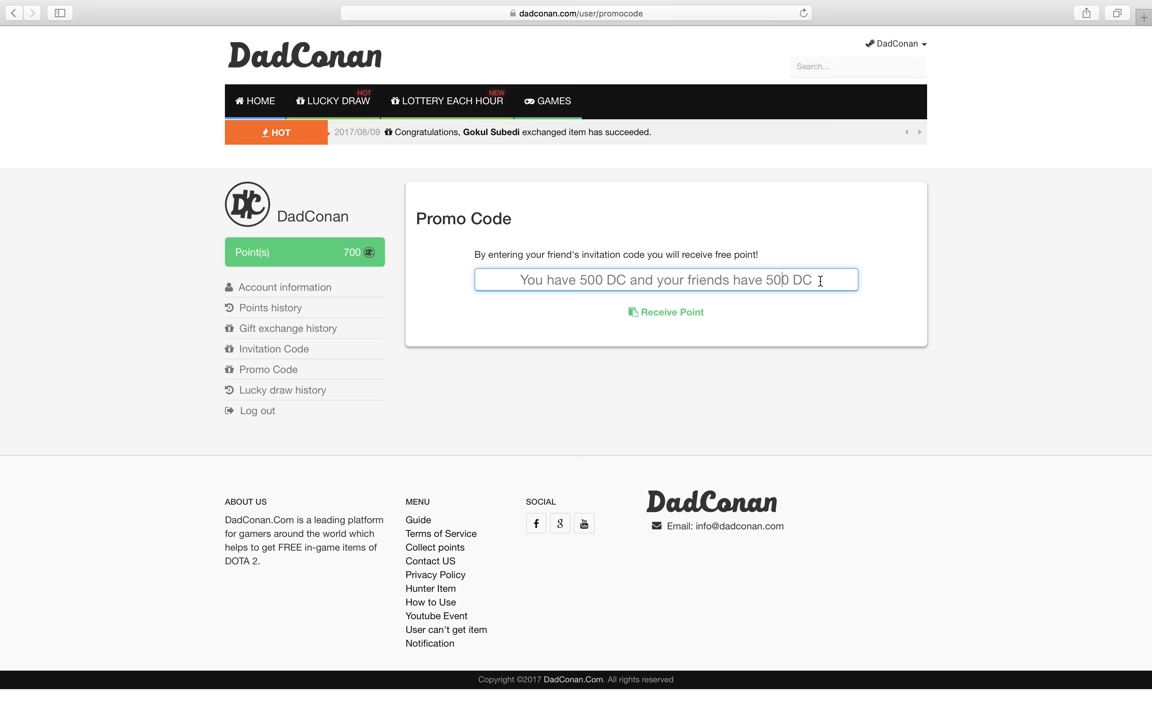 dadconan.com/user/promocode
DadConan
DadConan
Search...
HOME
LUCKY DRAW
HOT
LOTTERY EACH HOUR
NEW
GAMES
HOT
2017/08/09 Congratulations, Gokul Subedi exchanged item has succeeded.
DC DadConan
Point(s) 700
Account information
Points history
Gift exchange history
Invitation Code
Promo Code
Lucky draw history
Log out
Promo Code
By entering your friend's invitation code you will receive free point!
You have 500 DC and your friends have 500 DC
Receive Point
ABOUT US
DadConan.Com is a leading platform
for gamers around the world which
helps to get FREE in-game items of
DOTA 2.
MENU
Guide
Terms of Service
Collect points
Contact US
Privacy Policy
Hunter Item
How to Use
Youtube Event
User can't get item
Notification
SOCIAL
DadConan
Email: info@dadconan.com
Copyright ©2017 DadConan.Com. All rights reserved